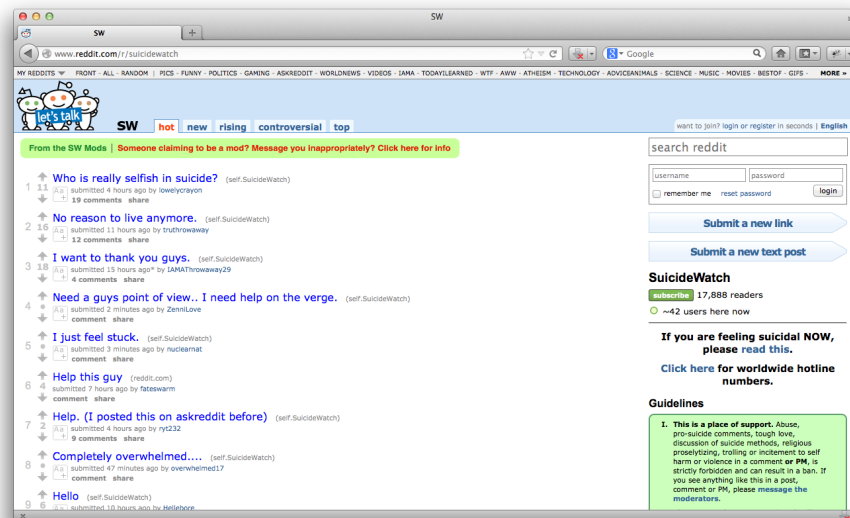 SW
SW
www.reddit.com/r/suicidewatch
Google
MY REDDITS FRONT - ALL - RANDOM | PICS - FUNNY - POLITICS - GAMING - ASKREDDIT - WORLDNEWS - VIDEOS - IAMA - TODAYILEARNED - WTF - AWW - ATHEISM - TECHNOLOGY - ADVICEANIMALS - SCIENCE - MUSIC - MOVIES - BESTOF - GIFS - MORE »
let's talk
SW hot new rising controversial top
want to join? login or register in seconds | English
From the SW Mods | Someone claiming to be a mod? Message you inappropriately? Click here for info
search reddit
username password
remember me reset password login
Submit a new link
Submit a new text post
SuicideWatch
subscribe 17,888 readers
~42 users here now
If you are feeling suicidal NOW,
please read this.
Click here for worldwide hotline
numbers.
Guidelines
I. This is a place of support. Abuse,
pro-suicide comments, tough love,
discussion of suicide methods, religious
proselytizing, trolling or incitement to self
harm or violence in a comment or PM, is
strictly forbidden and can result in a ban. If
you see anything like this in a post,
comment or PM, please message the
moderators.
1 11 Who is really selfish in suicide? (self.SuicideWatch)
Aa submitted 4 hours ago by lowelycrayon
19 comments share
2 16 No reason to live anymore. (self.SuicideWatch)
Aa submitted 11 hours ago by truthrowaway
12 comments share
3 18 I want to thank you guys. (self.SuicideWatch)
Aa submitted 15 hours ago* by IAMAThrowaway29
4 comments share
4 • Need a guys point of view.. I need help on the verge. (self.SuicideWatch)
Aa submitted 2 minutes ago by ZenniLove
comment share
5 • I just feel stuck. (self.SuicideWatch)
Aa submitted 3 minutes ago by nuclearnat
comment share
6 4 Help this guy (reddit.com)
submitted 7 hours ago by fateswarm
comment share
7 2 Help. (I posted this on askreddit before) (self.SuicideWatch)
Aa submitted 4 hours ago by ryt232
9 comments share
8 • Completely overwhelmed.... (self.SuicideWatch)
Aa submitted 47 minutes ago by overwhelmed17
comment share
9 6 Hello (self.SuicideWatch)
Aa submitted 10 hours ago by Hellebore